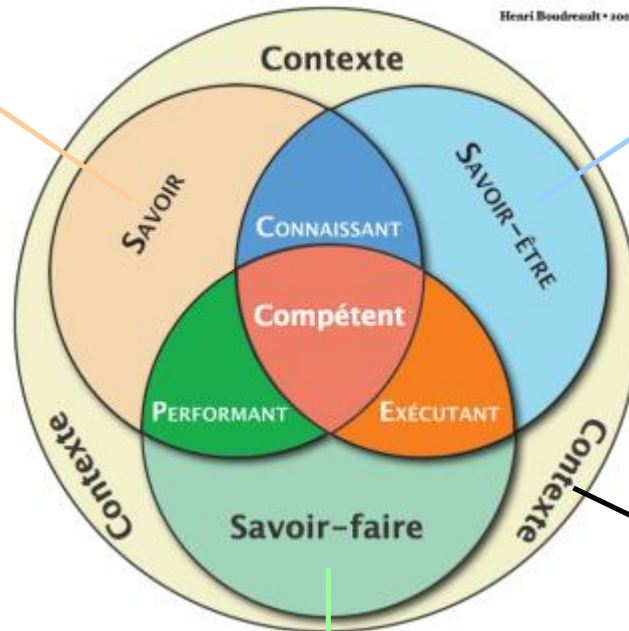 Henri Boudreault •
Contexte
SAVOIR
SAVOIR-ÊTRE
CONNAISSANT
Compétent
PERFORMANT
EXÉCUTANT
Contexte
Contexte
Savoir-faire